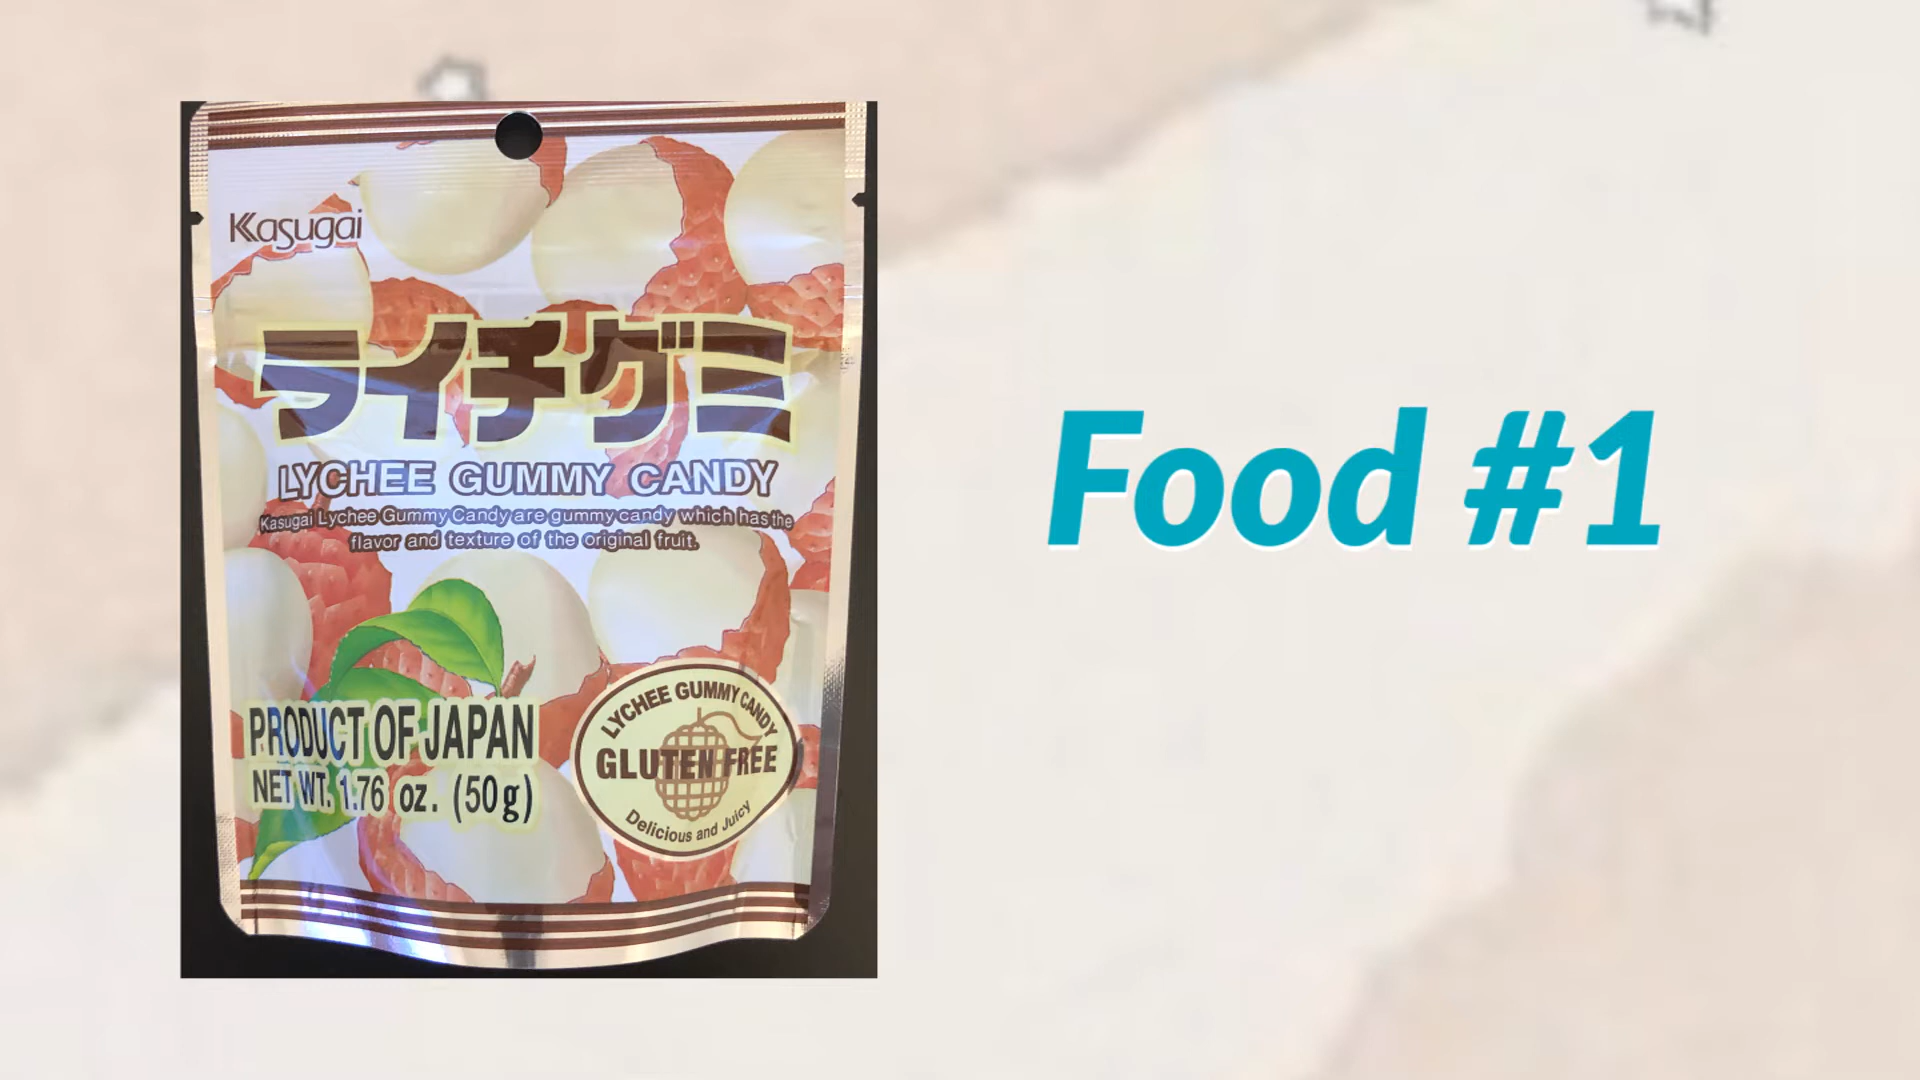 Kasugai
ライチグミ
LYCHEE GUMMY CANDY
Kasugai Lychee Gummy Candy are gummy candy which has the
flavor and texture of the original fruit.
PRODUCT OF JAPAN
NET WT. 1.76 oz. (50g)
LYCHEE GUMMY CANDY
GLUTEN FREE
Delicious and Juicy
Food #1